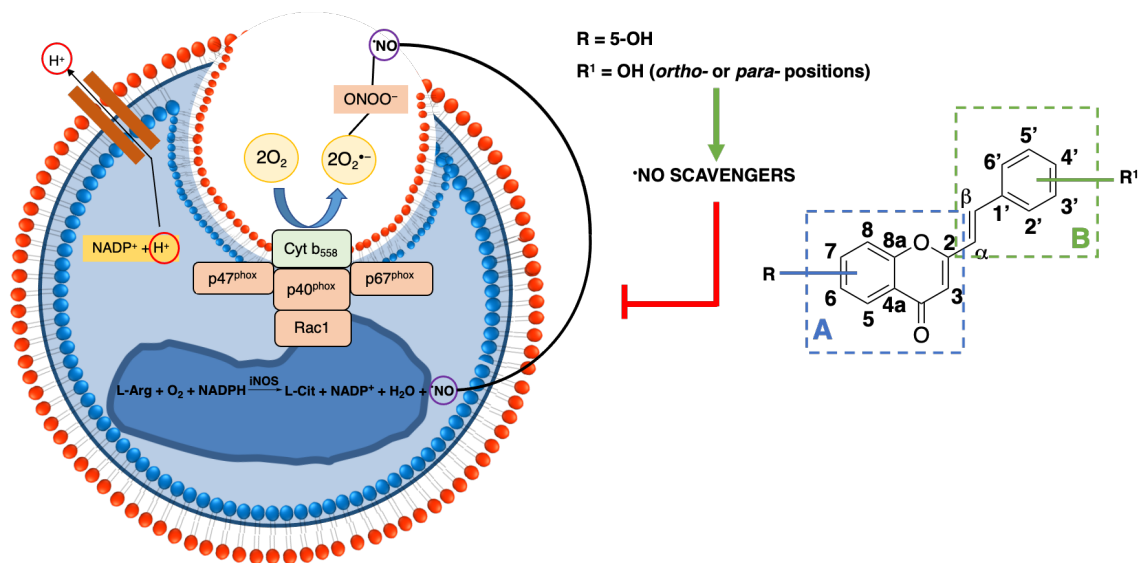 H⁺
•NO
ONOO⁻
2O₂
2O₂•⁻
NADP⁺ + H⁺
Cyt b₅₅₈
p47ᵖʰᵒˣ
p40ᵖʰᵒˣ
p67ᵖʰᵒˣ
Rac1
L-Arg + O₂ + NADPH iNOS L-Cit + NADP⁺ + H₂O + •NO
R = 5-OH
R¹ = OH (ortho- or para- positions)
•NO SCAVENGERS
5'
6'
4'
R¹
β
1'
3'
2'
B
8
8a
O
2
α
7
R
6
4a
3
A
5
O